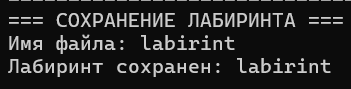 === СОХРАНЕНИЕ ЛАБИРИНТА ===
Имя файла: labirint
Лабиринт сохранен: labirint